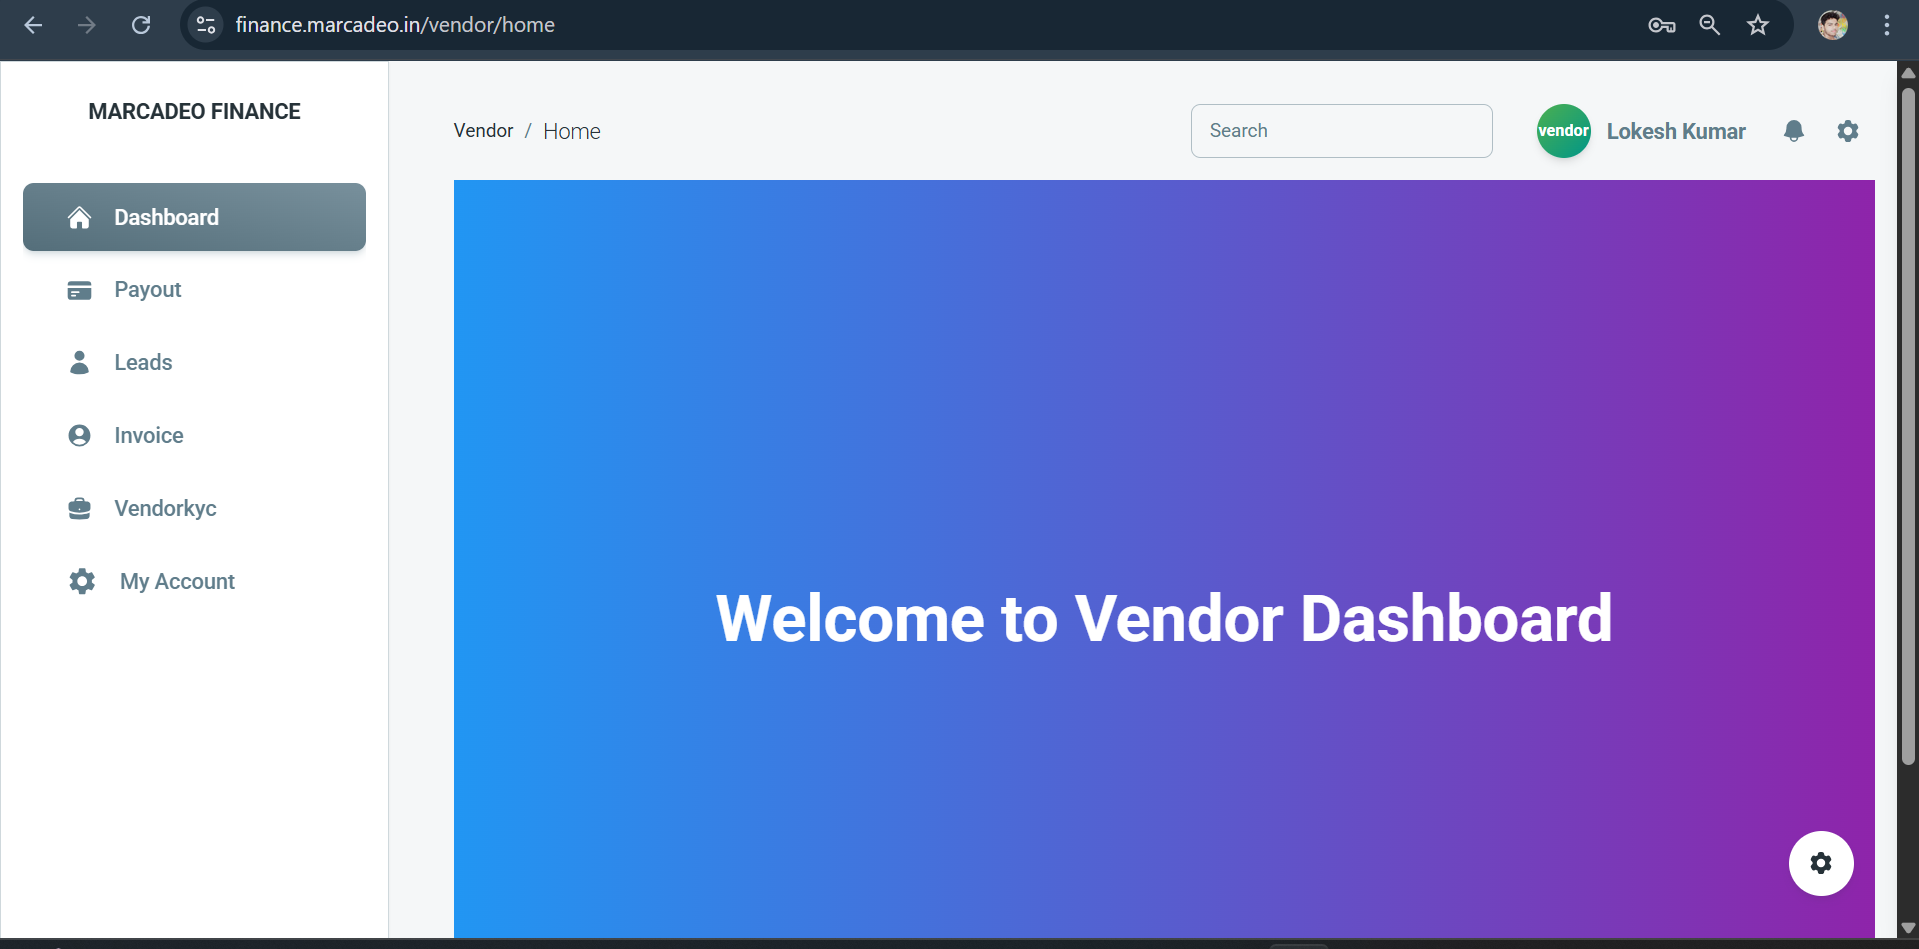 finance.marcadeo.in/vendor/home
MARCADEO FINANCE
Dashboard
Payout
Leads
Invoice
Vendorkyc
My Account
Vendor / Home
Search
vendor
Lokesh Kumar
Welcome to Vendor Dashboard